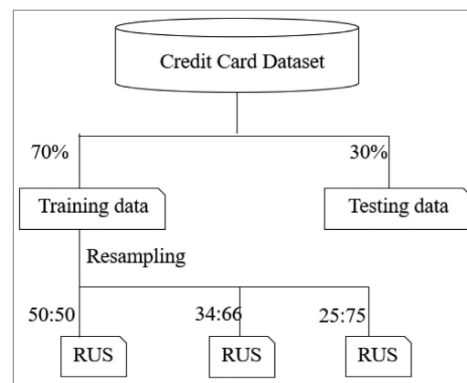 Credit Card Dataset
70% 30%
Training data Testing data
Resampling
50:50 34:66 25:75
RUS RUS RUS